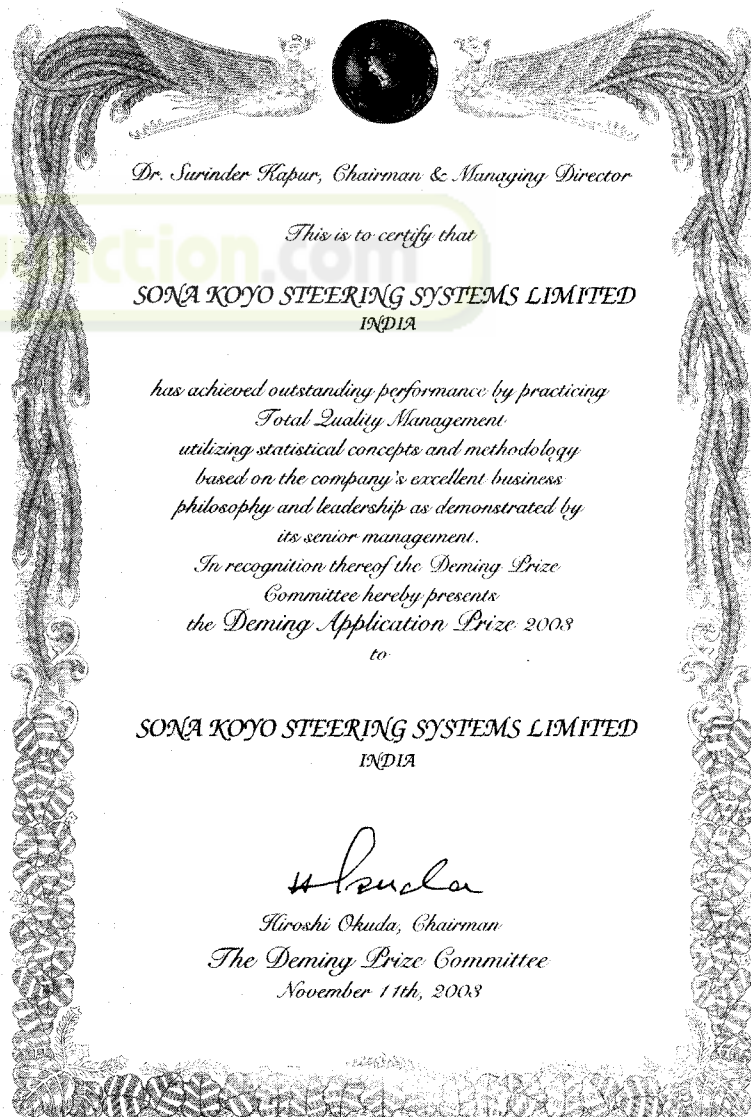 Dr. Surinder Kapur, Chairman & Managing Director
This is to certify that
SONA KOYO STEERING SYSTEMS LIMITED
INDIA
has achieved outstanding performance by practicing
Total Quality Management
utilizing statistical concepts and methodology
based on the company's excellent business
philosophy and leadership as demonstrated by
its senior management.
In recognition thereof the Deming Prize
Committee hereby presents
the Deming Application Prize 2003
to
SONA KOYO STEERING SYSTEMS LIMITED
INDIA
Hiroshi Okuda, Chairman
The Deming Prize Committee
November 11th, 2003